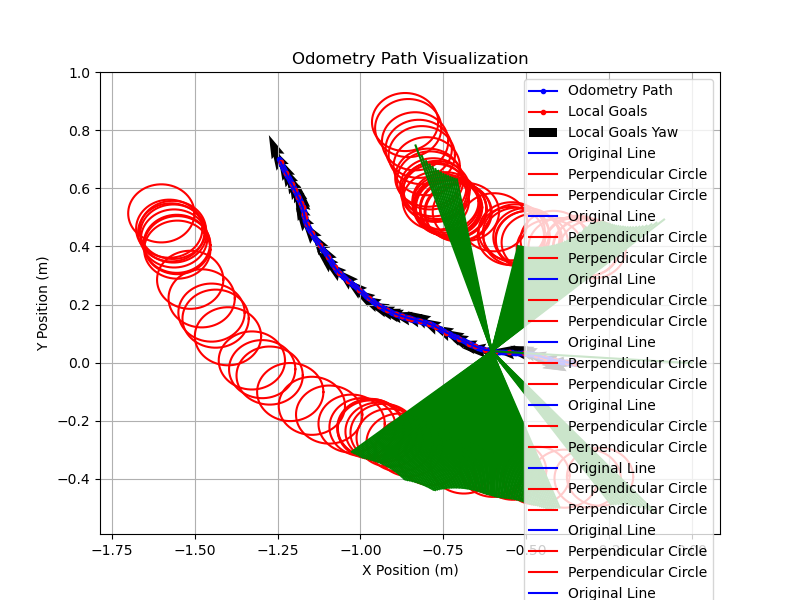 Odometry Path Visualization
Y Position (m)
1.0
0.8
0.6
0.4
0.2
0.0
−0.2
−0.4
−1.75
−1.50
−1.25
−1.00
−0.75
−0.50
X Position (m)
Odometry Path
Local Goals
Local Goals Yaw
Original Line
Perpendicular Circle
Perpendicular Circle
Original Line
Perpendicular Circle
Perpendicular Circle
Original Line
Perpendicular Circle
Perpendicular Circle
Original Line
Perpendicular Circle
Perpendicular Circle
Original Line
Perpendicular Circle
Perpendicular Circle
Original Line
Perpendicular Circle
Perpendicular Circle
Original Line
Perpendicular Circle
Perpendicular Circle
Original Line